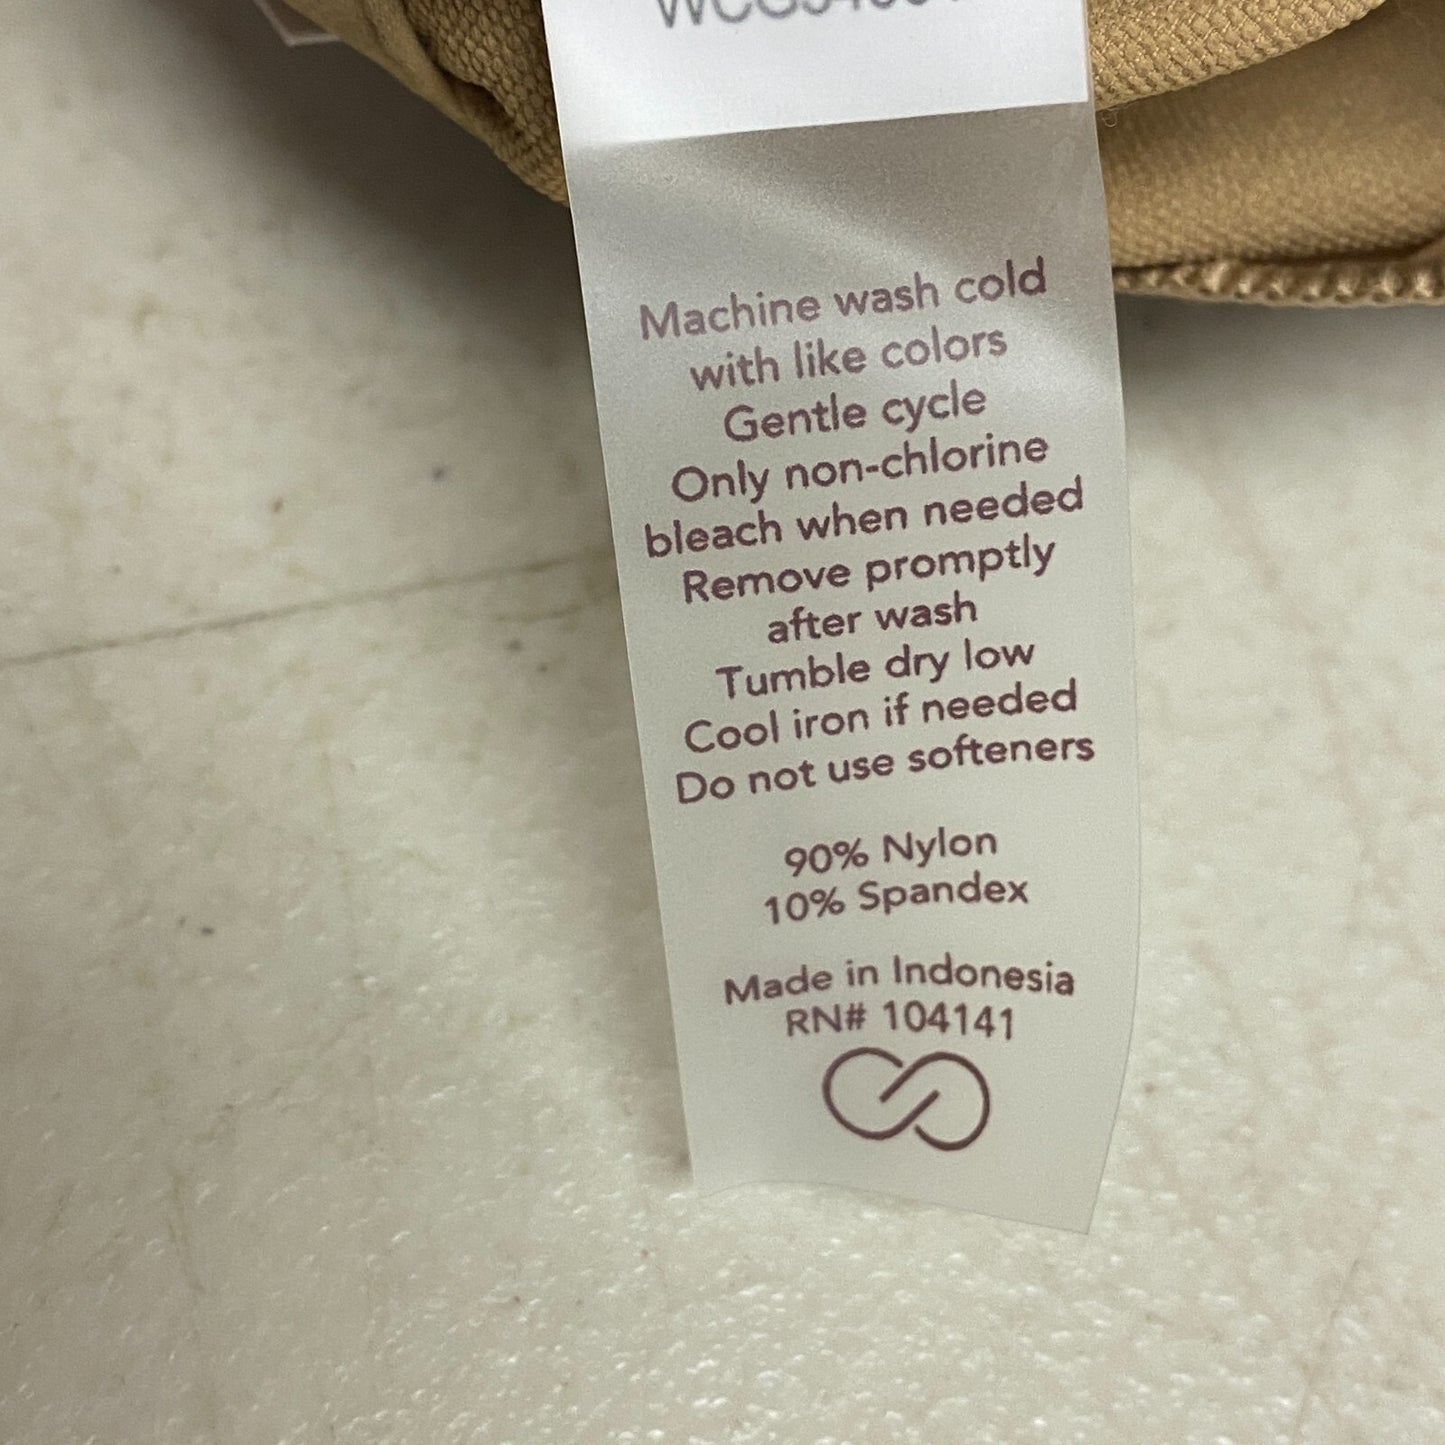 Machine wash cold
with like colors
Gentle cycle
Only non-chlorine
bleach when needed
Remove promptly
after wash
Tumble dry low
Cool iron if needed
Do not use softeners
90% Nylon
10% Spandex
Made in Indonesia
RN# 104141